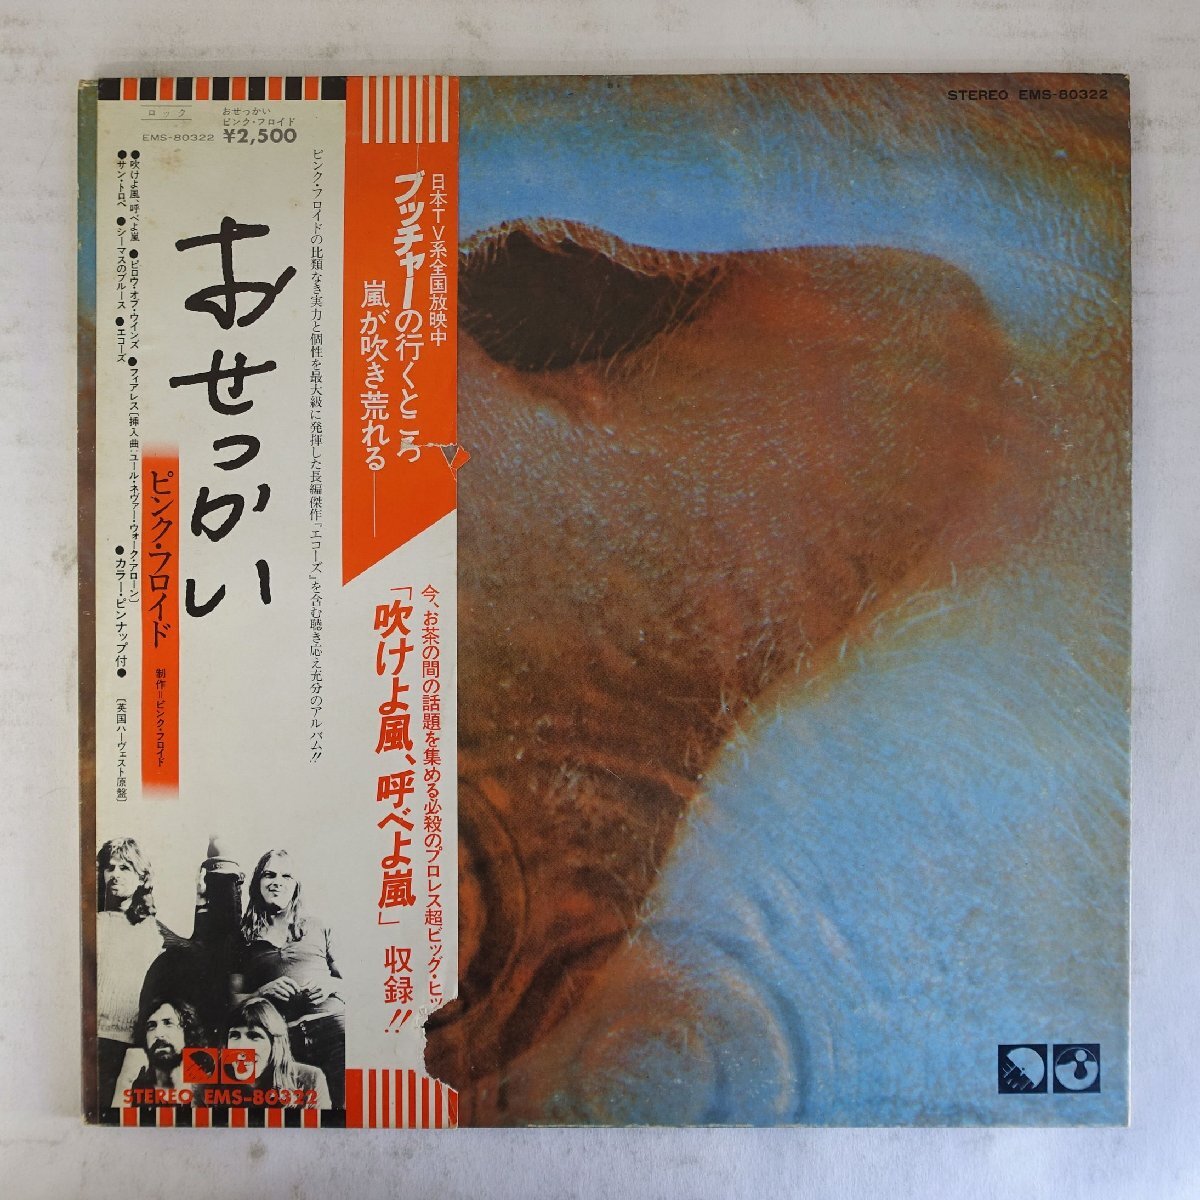 STEREO EMS-80322
ロック
おせっかい
ピンク・フロイド
EMS-80322 ¥2,500
日本TV系全国放映中
ブッチャーの行くところ
嵐が吹き荒れる——
今、お茶の間の話題を集める必殺のプロレス超ビッグ・ヒッ
「吹けよ風、呼べよ嵐」収録!!
ピンク・フロイドの比類なき実力と個性を最大級に発揮した長編傑作『エコーズ』を含む聴き応え充分のアルバム!!
おせっかい
ピンク・フロイド 制作=ピンク・フロイド
●吹けよ風、呼べよ嵐 ●ピロウ・オブ・ウインズ ●フィアレス〔挿入曲:ユール・ネヴァー・ウォーク・アローン〕
●サン・トロペ ●シーマスのブルース ●エコーズ ●カラー・ピンナップ付● 〔英国ハーヴェスト原盤〕
STEREO EMS-80322